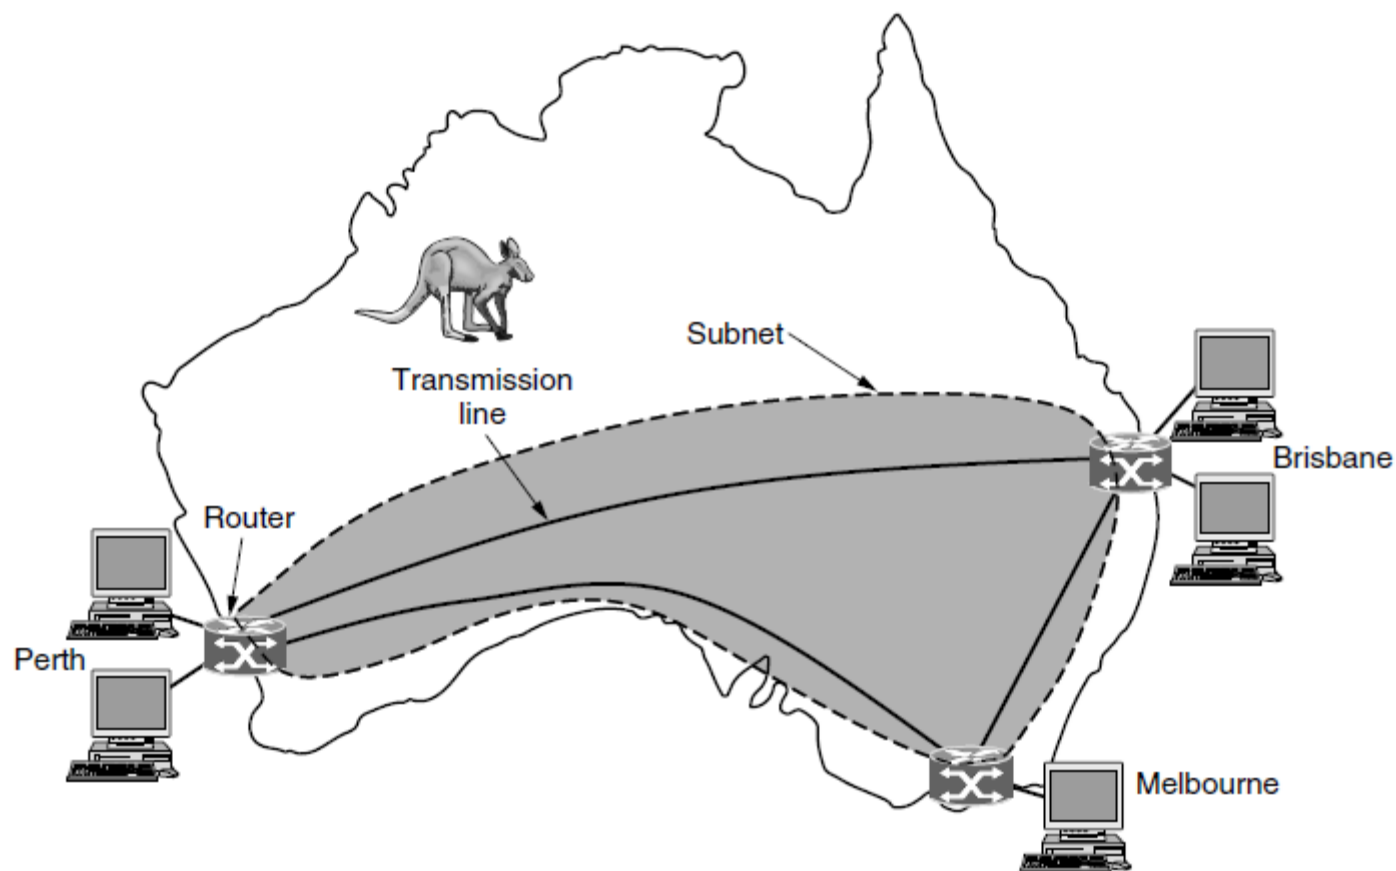 Subnet
Transmission
line
Brisbane
Router
Perth
Melbourne